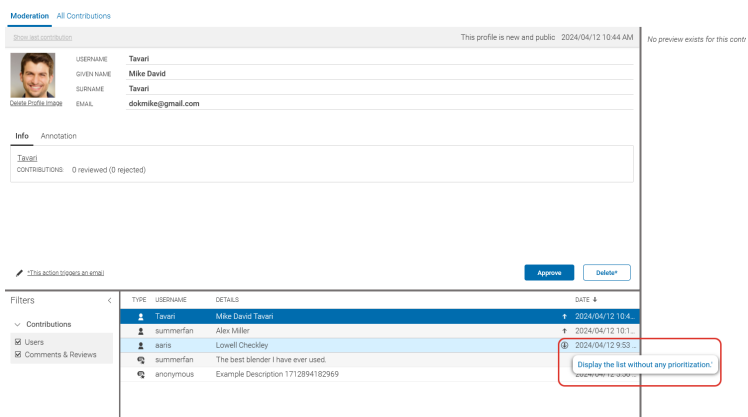 Moderation All Contributions
Show last contribution This profile is new and public 2024/04/12 10:44 AM
No preview exists for this contr
USERNAME Tavari
GIVEN NAME Mike David
SURNAME Tavari
Delete Profile Image EMAIL dokmike@gmail.com
Info Annotation
Tavari
CONTRIBUTIONS: 0 reviewed (0 rejected)
*This action triggers an email Approve Delete*
Filters < TYPE USERNAME DETAILS DATE
Tavari Mike David Tavari 2024/04/12 10:4...
Contributions
summerfan Alex Miller 2024/04/12 10:1...
Users
aaris Lowell Checkley 2024/04/12 9:53 ...
Comments & Reviews
summerfan The best blender I have ever used.
Display the list without any prioritization.'
anonymous Example Description 1712894182969